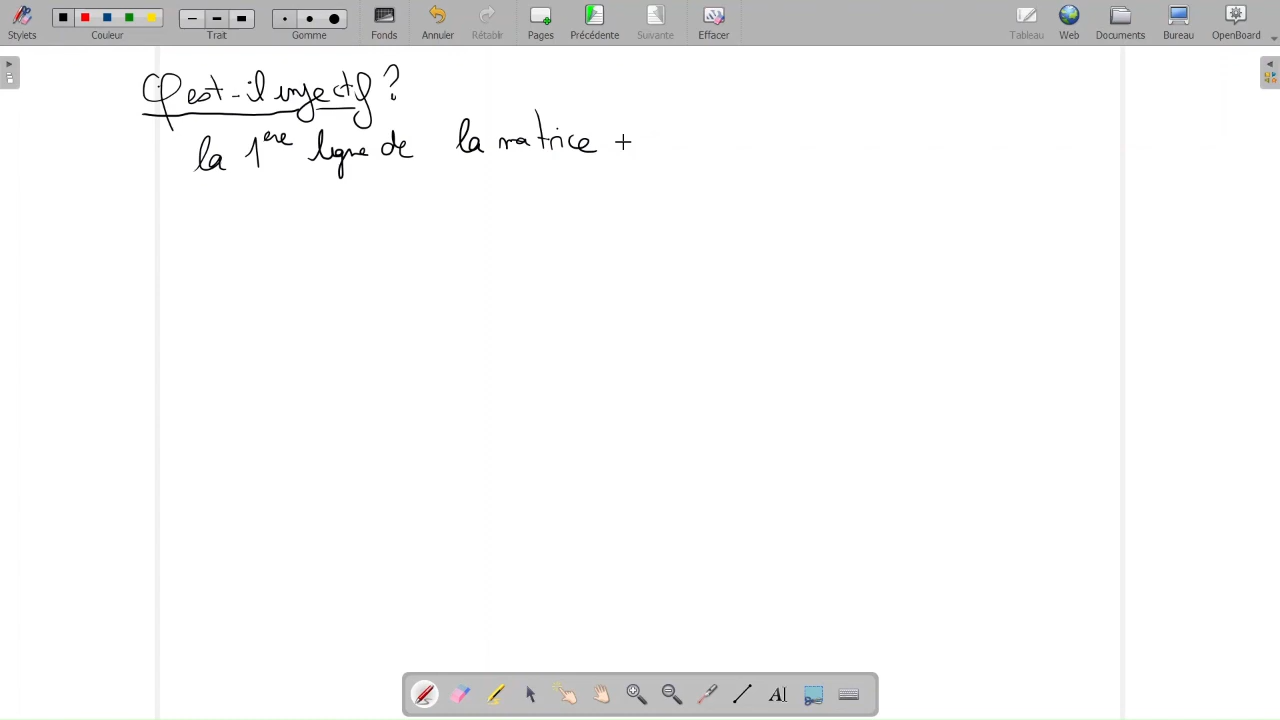 Stylets Couleur Trait Gomme Fonds Annuler Rétablir Pages Précédente Suivante Effacer Tableau Web Documents Bureau OpenBoard
φ est-il injectif ?
la 1ère ligne de la matrice +
AI